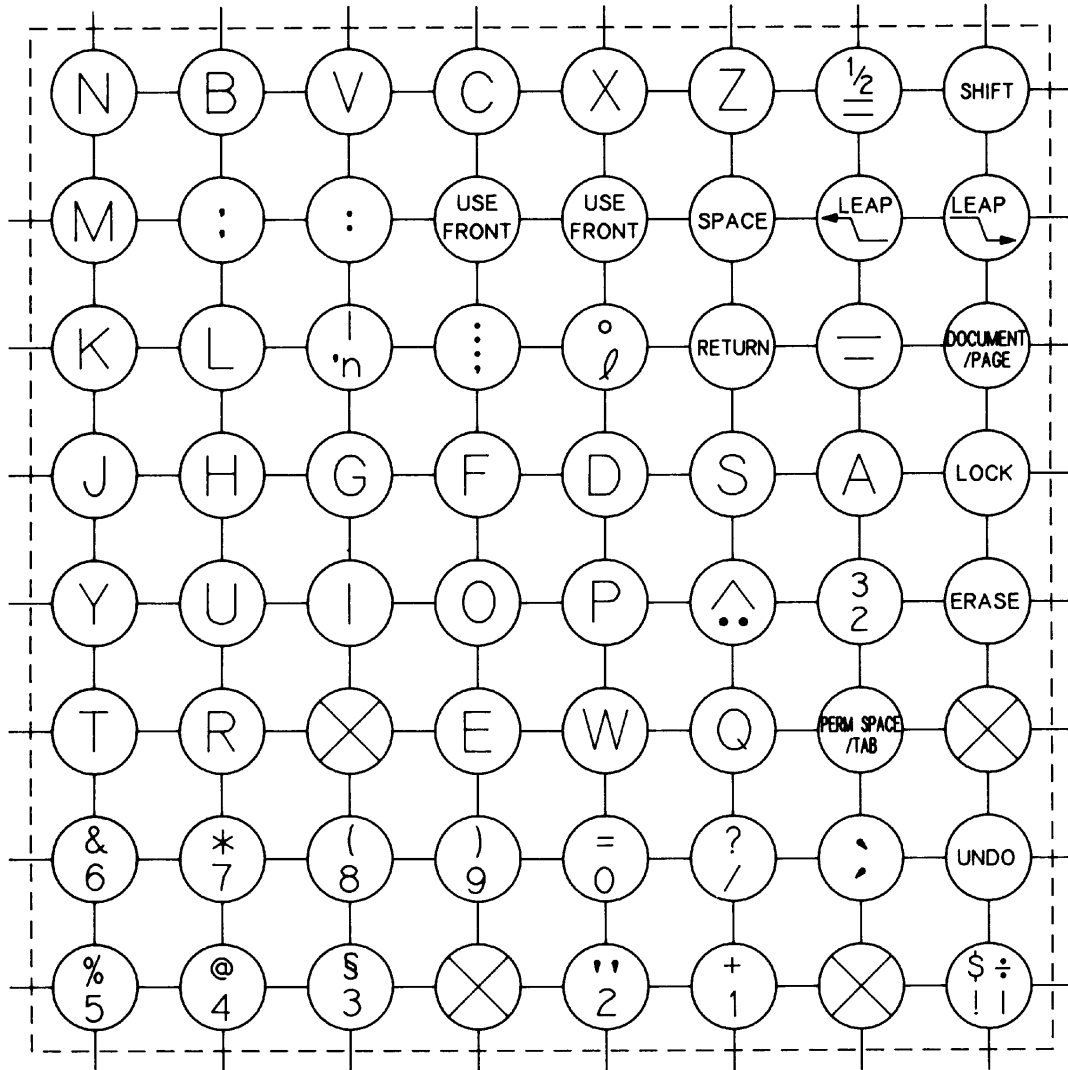 N B V C X Z 1/2 = SHIFT
M ; : USE FRONT USE FRONT SPACE LEAP LEAP
K L | 'n : ; ° ℓ RETURN — — DOCUMENT /PAGE
J H G F D S A LOCK
Y U I O P ^ •• 3 2 ERASE
T R E W Q PERM SPACE /TAB
& 6 * 7 ( 8 ) 9 = 0 ? / ` ´ UNDO
% 5 @ 4 § 3 " 2 + 1 $ ÷ ! |